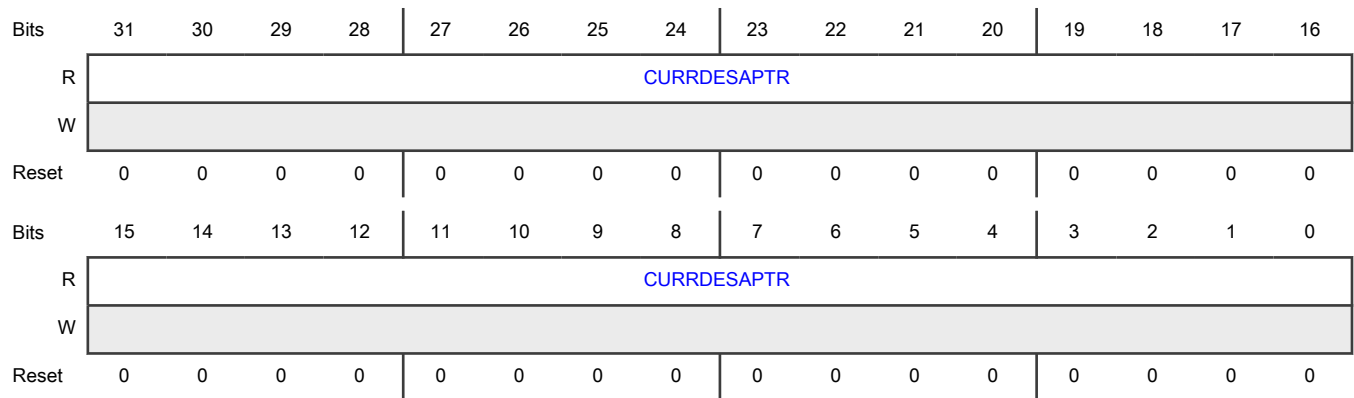 Bits 31 30 29 28 27 26 25 24 23 22 21 20 19 18 17 16
R CURRDESAPTR
W
Reset 0 0 0 0 0 0 0 0 0 0 0 0 0 0 0 0
Bits 15 14 13 12 11 10 9 8 7 6 5 4 3 2 1 0
R CURRDESAPTR
W
Reset 0 0 0 0 0 0 0 0 0 0 0 0 0 0 0 0